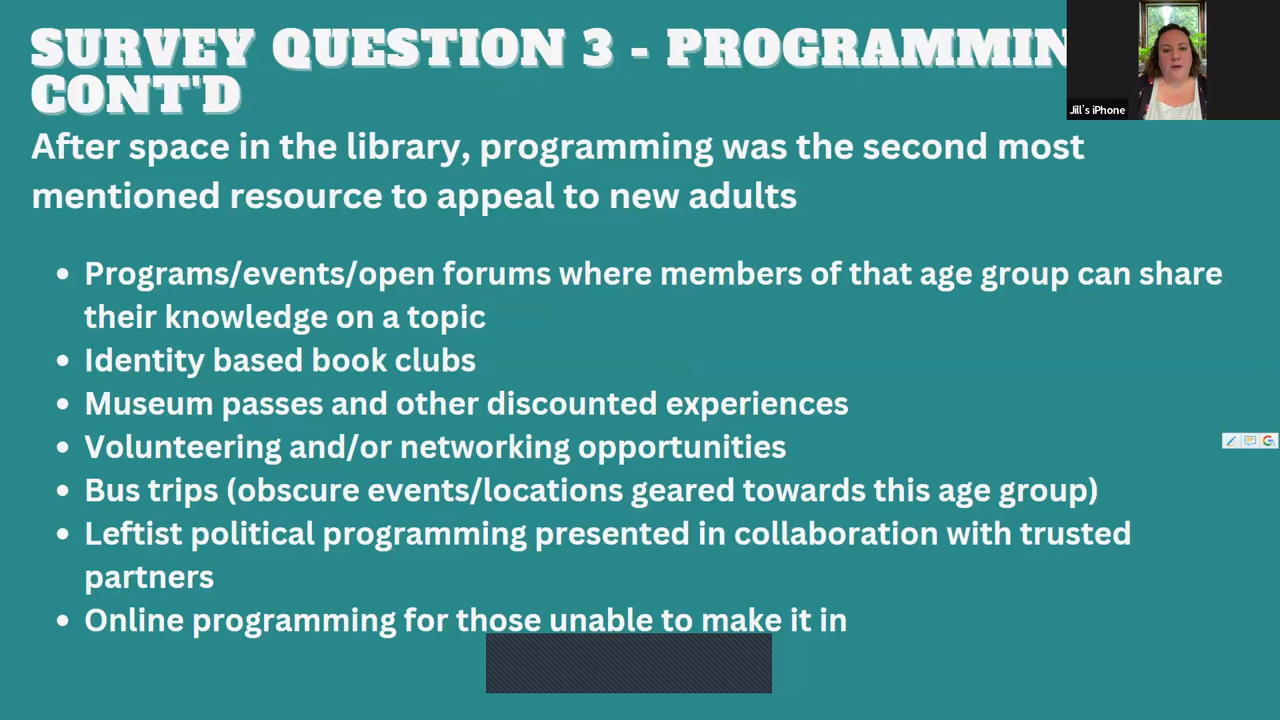 SURVEY QUESTION 3 - PROGRAMMIN
CONT'D
Jill's iPhone
After space in the library, programming was the second most
mentioned resource to appeal to new adults
• Programs/events/open forums where members of that age group can share
their knowledge on a topic
• Identity based book clubs
• Museum passes and other discounted experiences
• Volunteering and/or networking opportunities
• Bus trips (obscure events/locations geared towards this age group)
• Leftist political programming presented in collaboration with trusted
partners
• Online programming for those unable to make it in